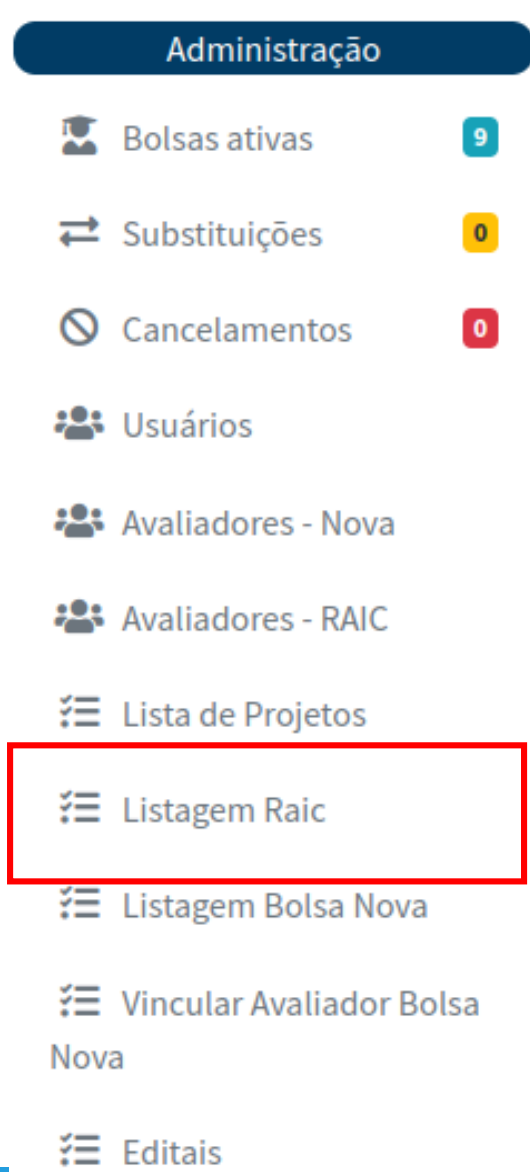 Administração
Bolsas ativas 9
Substituições 0
Cancelamentos 0
Usuários
Avaliadores - Nova
Avaliadores - RAIC
Lista de Projetos
Listagem Raic
Listagem Bolsa Nova
Vincular Avaliador Bolsa
Nova
Editais